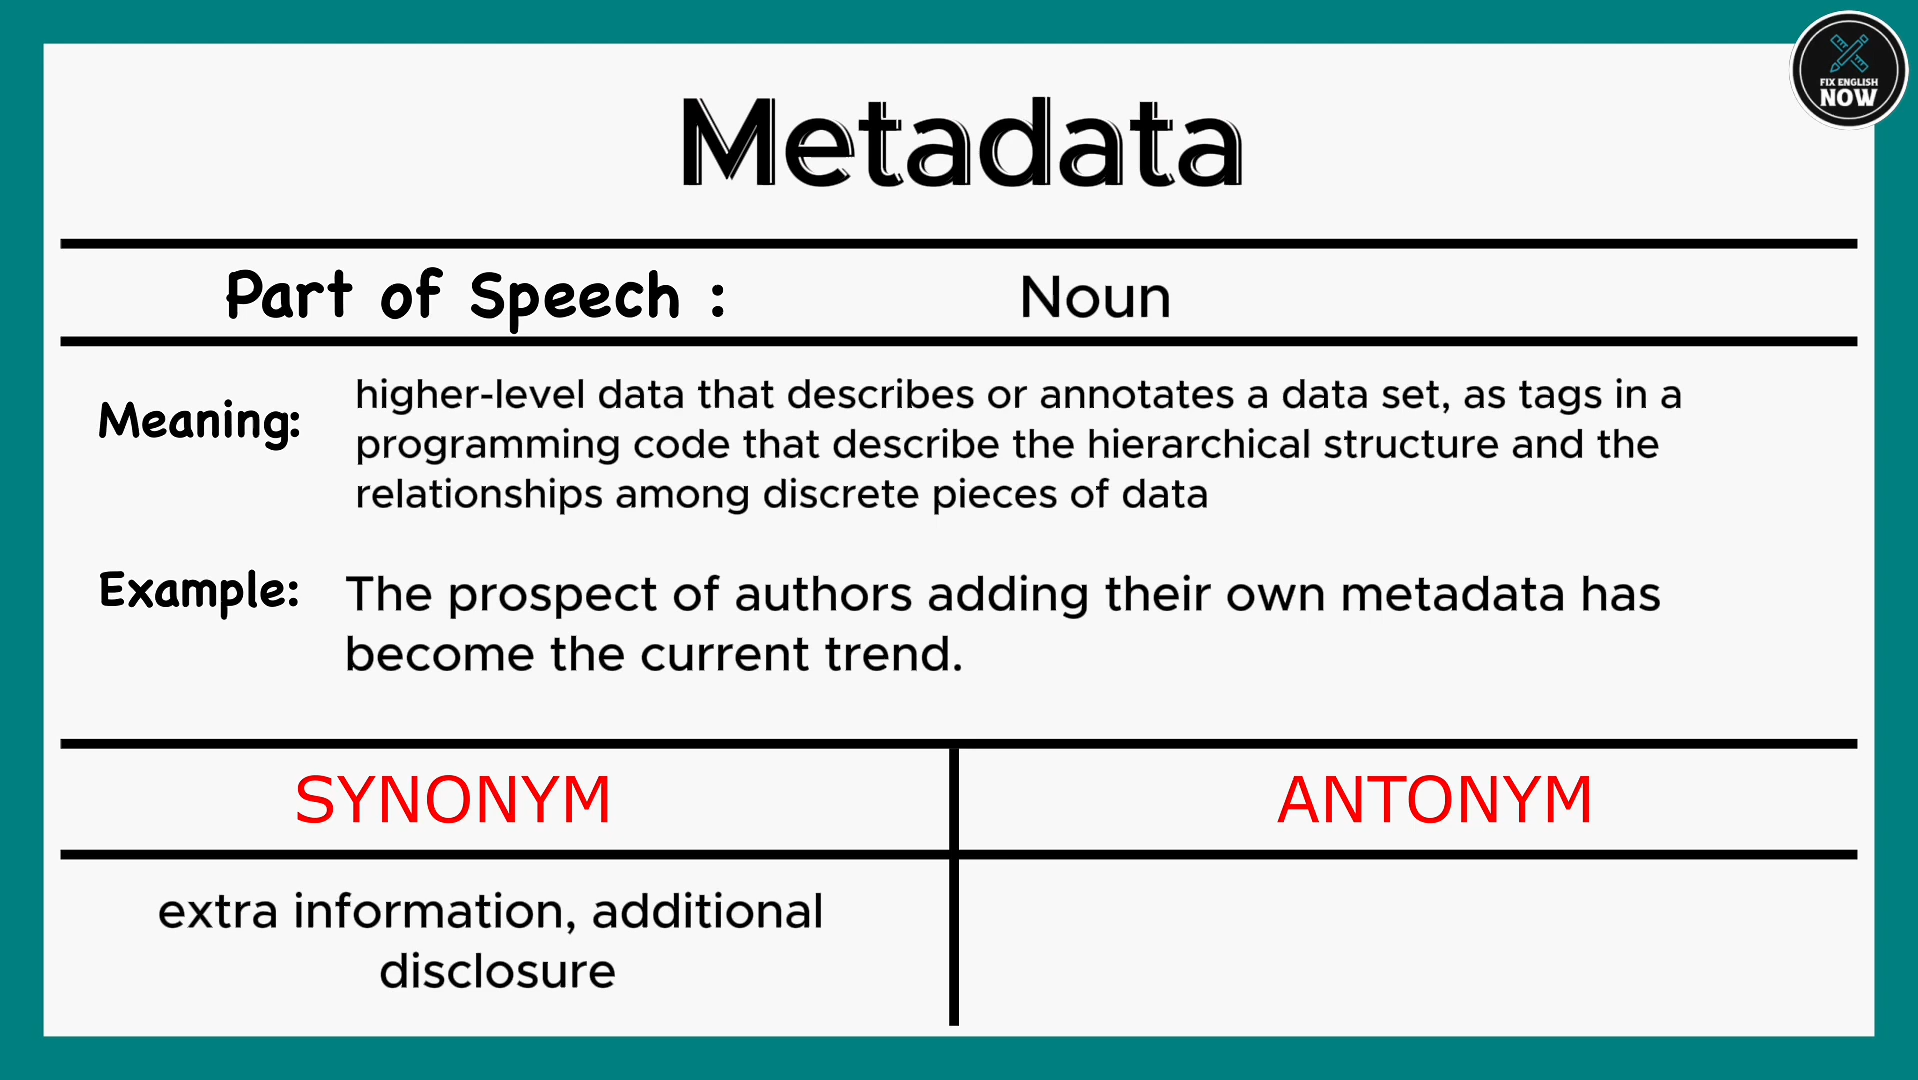 FIX ENGLISH
NOW
Metadata
Part of Speech :
Noun
Meaning:
higher-level data that describes or annotates a data set, as tags in a
programming code that describe the hierarchical structure and the
relationships among discrete pieces of data
Example:
The prospect of authors adding their own metadata has
become the current trend.
SYNONYM
ANTONYM
extra information, additional
disclosure